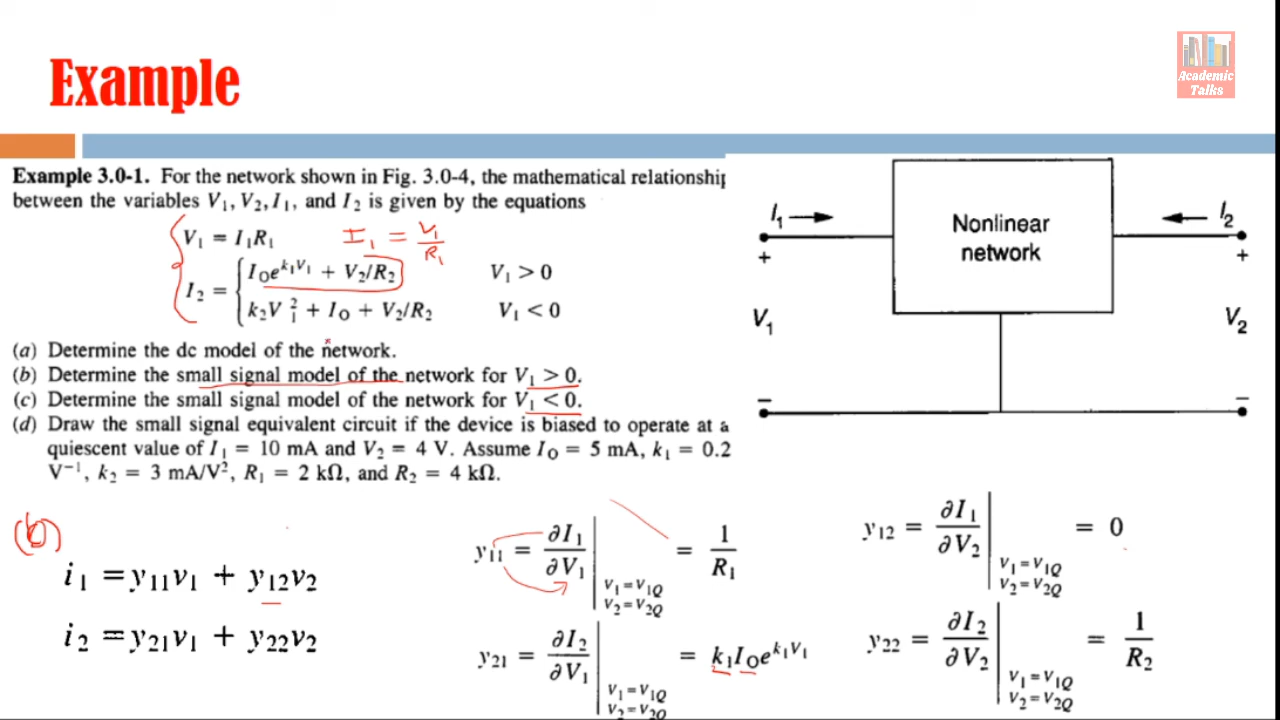 Example
Academic
Talks
Example 3.0-1. For the network shown in Fig. 3.0-4, the mathematical relationship
between the variables V₁, V₂, I₁, and I₂ is given by the equations
V₁ = I₁R₁
I₁ = V₁/R₁
I₂ = { I₀e^(k₁V₁) + V₂/R₂    V₁ > 0
k₂V₁² + I₀ + V₂/R₂    V₁ < 0
(a) Determine the dc model of the network.
(b) Determine the small signal model of the network for V₁ > 0.
(c) Determine the small signal model of the network for V₁ < 0.
(d) Draw the small signal equivalent circuit if the device is biased to operate at a
quiescent value of I₁ = 10 mA and V₂ = 4 V. Assume I₀ = 5 mA, k₁ = 0.2
V⁻¹, k₂ = 3 mA/V², R₁ = 2 kΩ, and R₂ = 4 kΩ.
I₁
Nonlinear
network
I₂
+
+
V₁
V₂
–
–
(b)
i₁ = y₁₁v₁ + y₁₂v₂
i₂ = y₂₁v₁ + y₂₂v₂
y₁₁ = ∂I₁/∂V₁ | V₁=V₁Q V₂=V₂Q = 1/R₁
y₁₂ = ∂I₁/∂V₂ | V₁=V₁Q V₂=V₂Q = 0
y₂₁ = ∂I₂/∂V₁ | V₁=V₁Q V₂=V₂Q = k₁I₀e^(k₁V₁)
y₂₂ = ∂I₂/∂V₂ | V₁=V₁Q V₂=V₂Q = 1/R₂